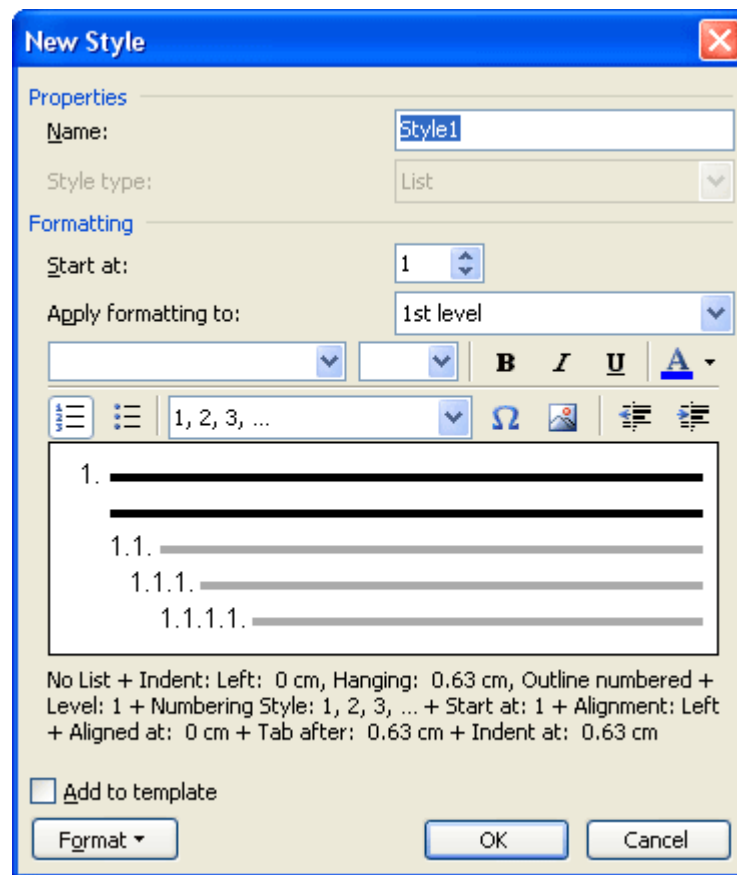 New Style
Properties
Name: Style1
Style type: List
Formatting
Start at: 1
Apply formatting to: 1st level
B I U A
1, 2, 3, ... Ω
1.
1.1.
1.1.1.
1.1.1.1.
No List + Indent: Left:  0 cm, Hanging:  0.63 cm, Outline numbered +
Level: 1 + Numbering Style: 1, 2, 3, ... + Start at: 1 + Alignment: Left
+ Aligned at:  0 cm + Tab after:  0.63 cm + Indent at:  0.63 cm
Add to template
Format OK Cancel